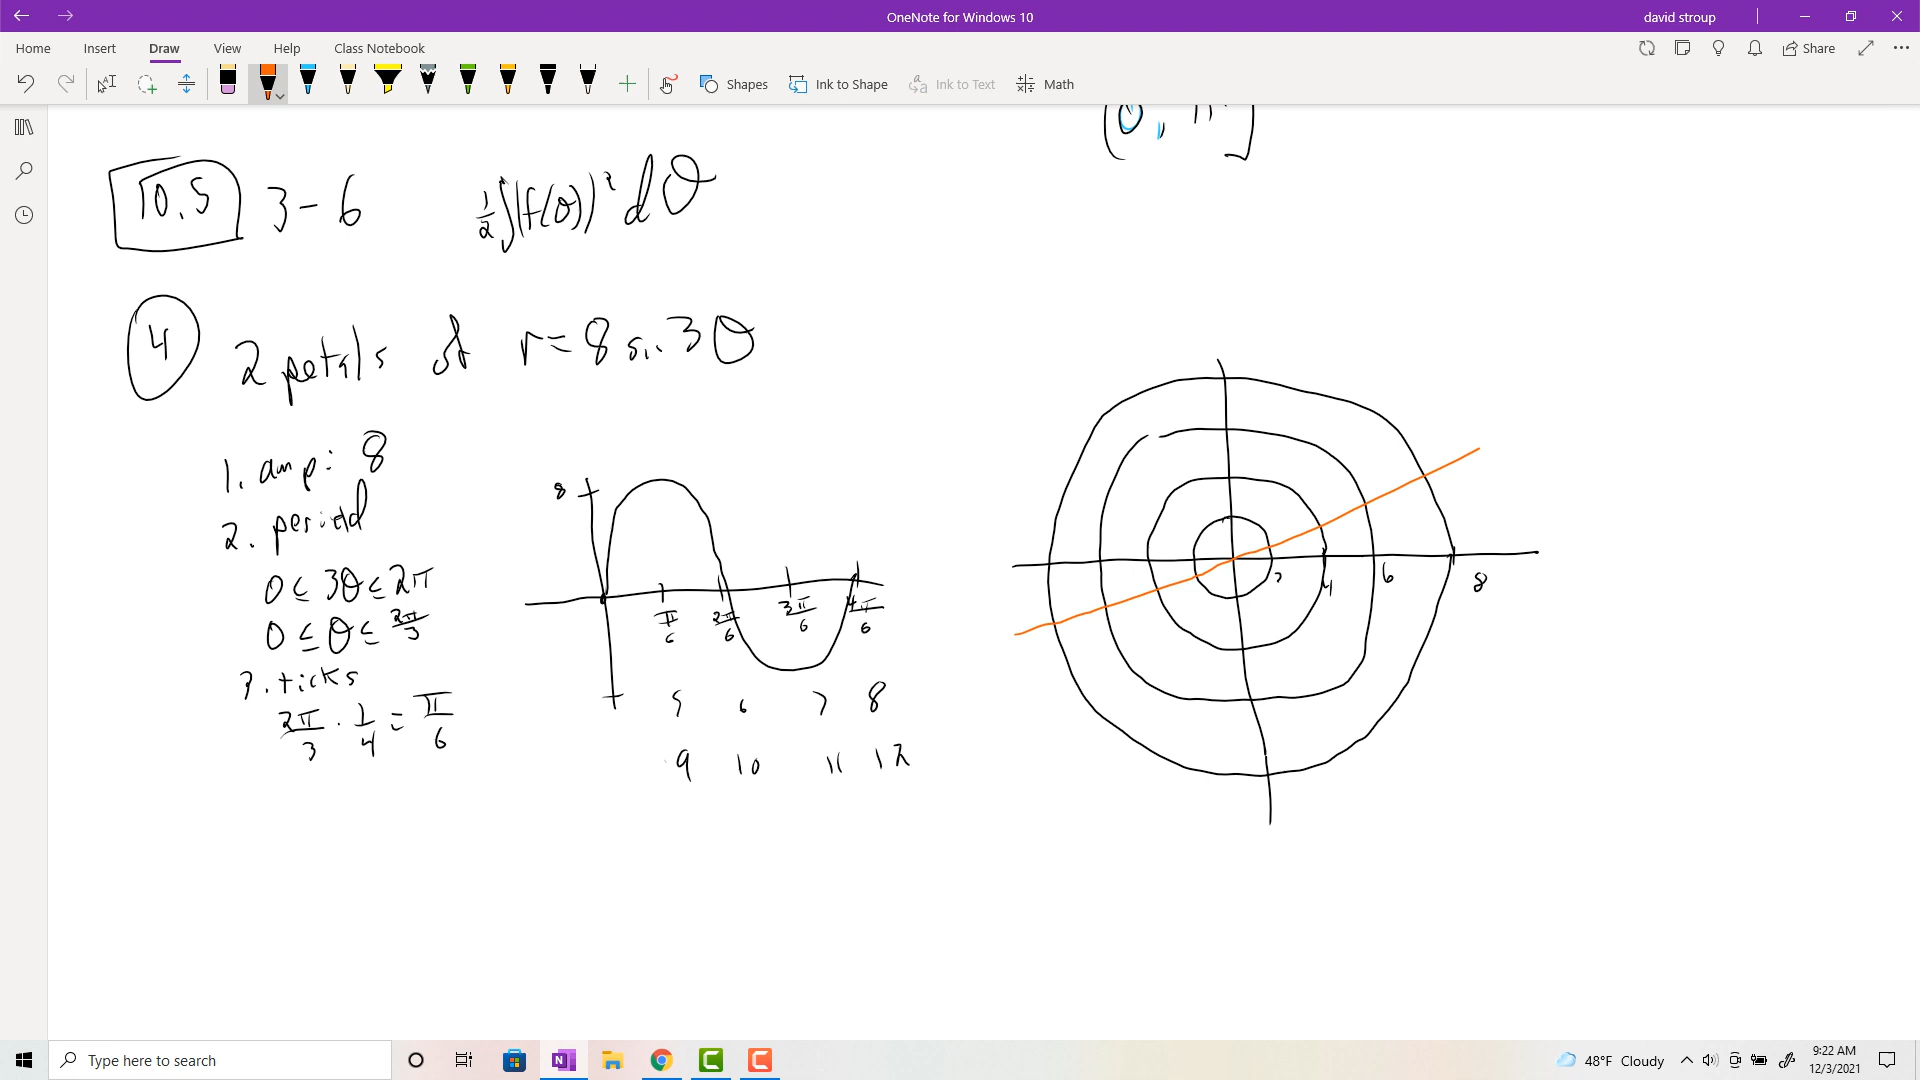 OneNote for Windows 10
david stroup
Home Insert Draw View Help Class Notebook
Share
Shapes Ink to Shape Ink to Text Math
(0, π]
10.5 3-6 1/2∫(f(θ))² dθ
4 2 petals of r=8 sin 3θ
1. amp: 8
2. period
0 ≤ 3θ ≤ 2π
0 ≤ θ ≤ 2π/3
3. ticks
2π/3 · 1/4 = π/6
8
π/6 2π/6 3π/6 4π/6
5 6 7 8
9 10 11 12
2 4 6 8
Type here to search
48°F Cloudy
9:22 AM
12/3/2021